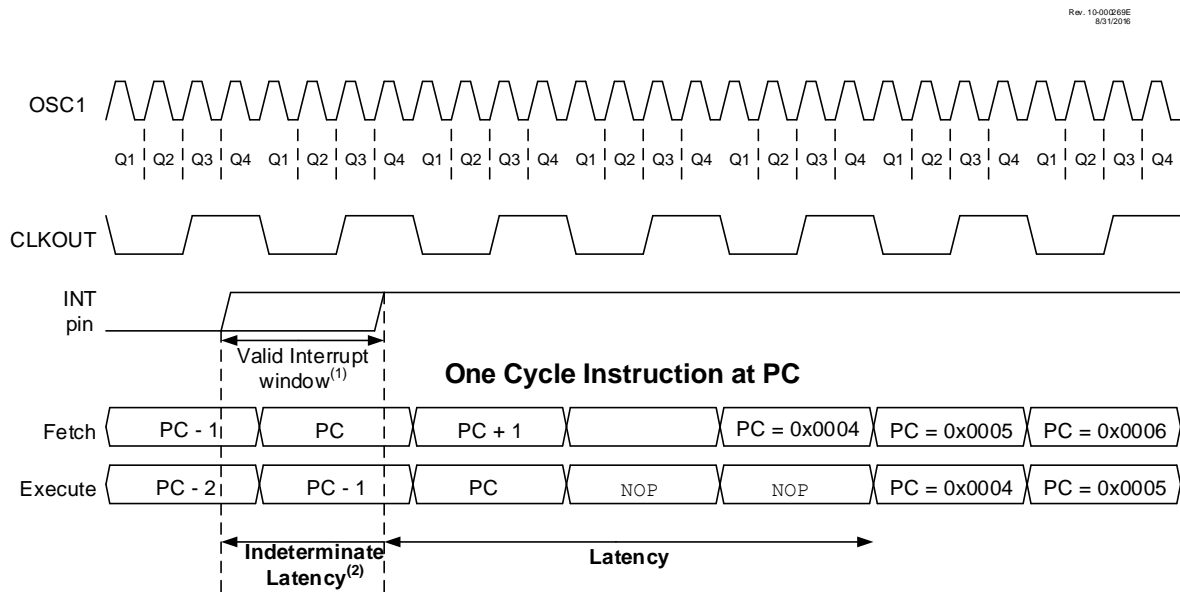 Rev. 10-000269E
8/31/2016
OSC1
Q1 Q2 Q3 Q4 Q1 Q2 Q3 Q4 Q1 Q2 Q3 Q4 Q1 Q2 Q3 Q4 Q1 Q2 Q3 Q4 Q1 Q2 Q3 Q4 Q1 Q2 Q3 Q4
CLKOUT
INT
pin
Valid Interrupt
window(1)
One Cycle Instruction at PC
Fetch PC - 1 PC PC + 1 PC = 0x0004 PC = 0x0005 PC = 0x0006
Execute PC - 2 PC - 1 PC NOP NOP PC = 0x0004 PC = 0x0005
Indeterminate
Latency(2)
Latency